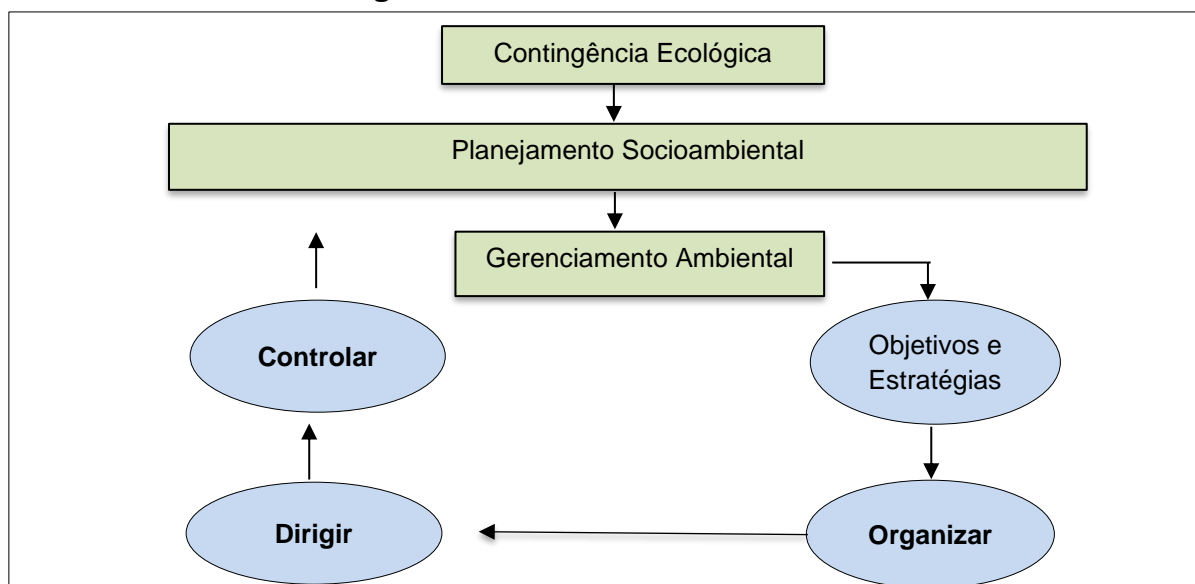 Contingência Ecológica
Planejamento Socioambiental
Gerenciamento Ambiental
Controlar
Objetivos e
Estratégias
Dirigir
Organizar